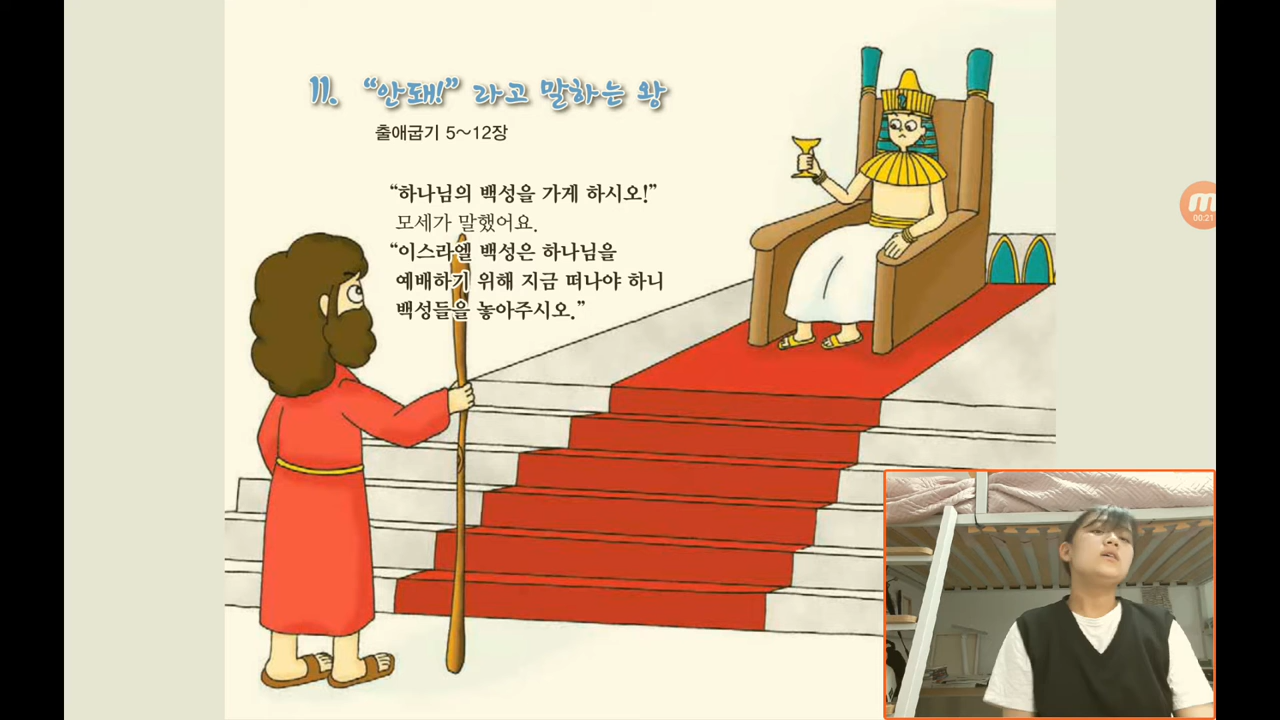 11. “안돼!” 라고 말하는 왕
출애굽기 5~12장
“하나님의 백성을 가게 하시오!”
모세가 말했어요.
“이스라엘 백성은 하나님을
예배하기 위해 지금 떠나야 하니
백성들을 놓아주시오.”
00:21